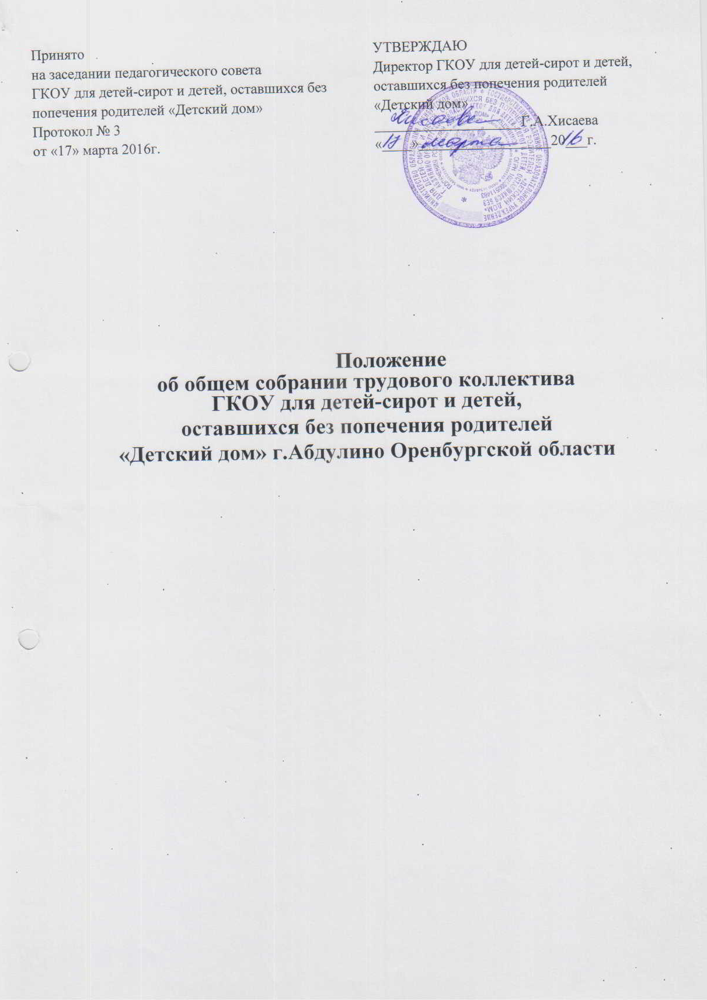 Принято
на заседании педагогического совета
ГКОУ для детей-сирот и детей, оставшихся без
попечения родителей «Детский дом»
Протокол № 3
от «17» марта 2016г.
УТВЕРЖДАЮ
Директор ГКОУ для детей-сирот и детей,
оставшихся без попечения родителей
«Детский дом»
Хисаева Г.А.Хисаева
«17» марта 2016 г.
Положение
об общем собрании трудового коллектива
ГКОУ для детей-сирот и детей,
оставшихся без попечения родителей
«Детский дом» г.Абдулино Оренбургской области